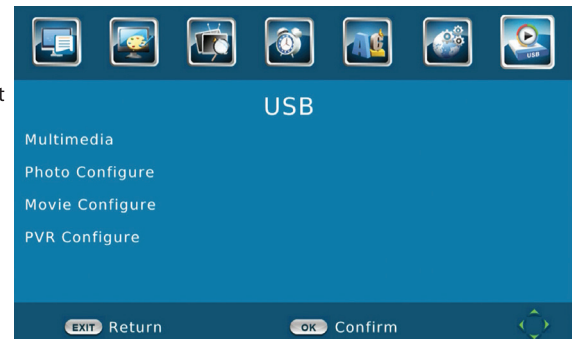 USB
t
USB
Multimedia
Photo Configure
Movie Configure
PVR Configure
EXIT Return OK Confirm